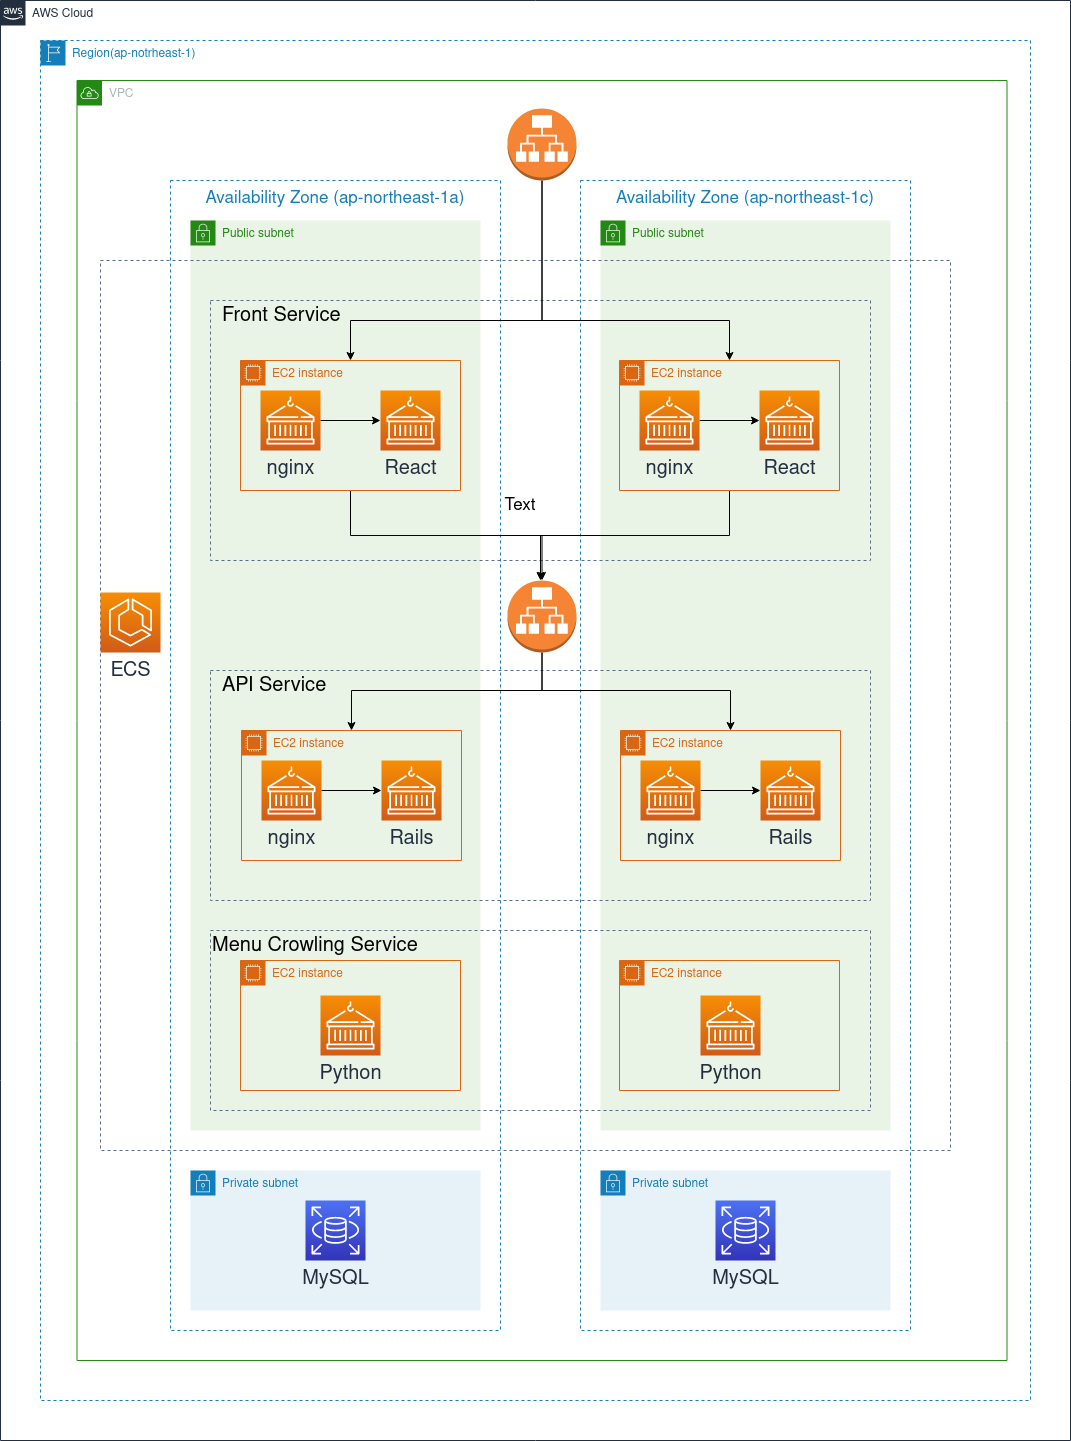 aws
AWS Cloud
Region(ap-notrheast-1)
VPC
Availability Zone (ap-northeast-1a)
Availability Zone (ap-northeast-1c)
Public subnet
Public subnet
Front Service
EC2 instance
EC2 instance
nginx
React
nginx
React
Text
ECS
API Service
EC2 instance
EC2 instance
nginx
Rails
nginx
Rails
Menu Crowling Service
EC2 instance
EC2 instance
Python
Python
Private subnet
Private subnet
MySQL
MySQL